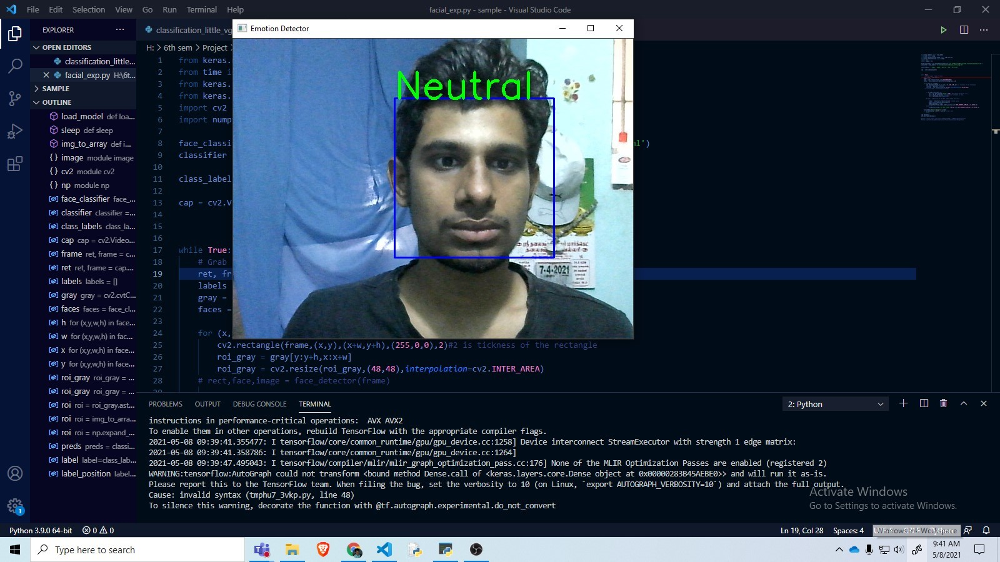 File Edit Selection View Go Run Terminal Help
facial_exp.py - sample - Visual Studio Code
EXPLORER
OPEN EDITORS
classification_little...
facial_exp.py H:\6t...
SAMPLE
OUTLINE
load_model def loa...
sleep def sleep
img_to_array def i...
image module image
cv2 module cv2
np module np
face_classifier face_...
classifier classifier =...
class_labels class_la...
cap cap = cv2.Video...
frame ret, frame = c...
ret ret, frame = cap....
labels labels = []
gray gray = cv2.cvtC...
faces faces = face_cl...
h for (x,y,w,h) in face...
w for (x,y,w,h) in face...
x for (x,y,w,h) in face...
y for (x,y,w,h) in face...
roi_gray roi_gray = ...
roi_gray roi_gray = ...
roi roi = roi_gray.ast...
roi roi = img_to_arra...
roi roi = np.expand_...
preds preds = classi...
label label=class_lab...
label_position label...
classification_little_vg
H: > 6th sem > Project
Emotion Detector
Neutral
7-4-2021
1 from keras.
2 from time i
3 from keras.
4 from keras.
5 import cv2
6 import nump
7
8 face_classi ml')
9 classifier
10
11 class_label
12
13 cap = cv2.V
14
15
16
17 while True:
18 # Grab
19 ret, fr
20 labels
21 gray =
22 faces =
23
24 for (x,
25 cv2.rectangle(frame,(x,y),(x+w,y+h),(255,0,0),2)#2 is tickness of the rectangle
26 roi_gray = gray[y:y+h,x:x+w]
27 roi_gray = cv2.resize(roi_gray,(48,48),interpolation=cv2.INTER_AREA)
28 # rect,face,image = face_detector(frame)
PROBLEMS OUTPUT DEBUG CONSOLE TERMINAL
2: Python
instructions in performance-critical operations:  AVX AVX2
To enable them in other operations, rebuild TensorFlow with the appropriate compiler flags.
2021-05-08 09:39:41.355477: I tensorflow/core/common_runtime/gpu/gpu_device.cc:1258] Device interconnect StreamExecutor with strength 1 edge matrix:
2021-05-08 09:39:41.358786: I tensorflow/core/common_runtime/gpu/gpu_device.cc:1264]
2021-05-08 09:39:47.495043: I tensorflow/compiler/mlir/mlir_graph_optimization_pass.cc:176] None of the MLIR Optimization Passes are enabled (registered 2)
WARNING:tensorflow:AutoGraph could not transform <bound method Dense.call of <keras.layers.core.Dense object at 0x00000283B45AEBE0>> and will run it as-is.
Please report this to the TensorFlow team. When filing the bug, set the verbosity to 10 (on Linux, `export AUTOGRAPH_VERBOSITY=10`) and attach the full output.
Cause: invalid syntax (tmphu7_3vkp.py, line 48)
To silence this warning, decorate the function with @tf.autograph.experimental.do_not_convert
Activate Windows
Go to Settings to activate Windows.
Python 3.9.0 64-bit 0 0
Ln 19, Col 28 Spaces: 4
Windows Ink Workspace
1
Type here to search
9:41 AM
5/8/2021